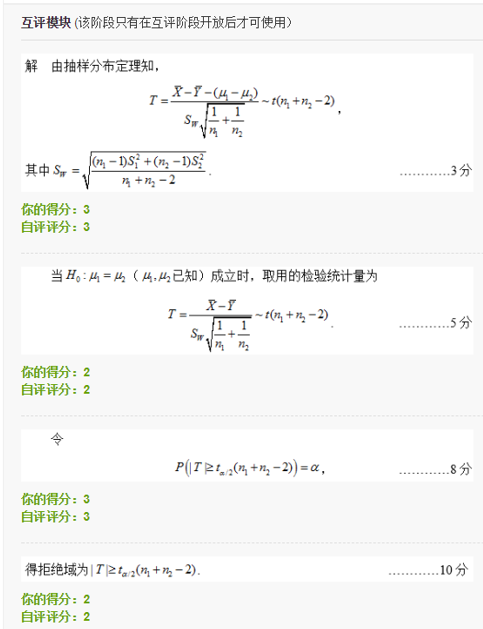 互评模块 (该阶段只有在互评阶段开放后才可使用)
解 由抽样分布定理知，
T = (X̄ − Ȳ − (μ₁ − μ₂)) / (S_W √(1/n₁ + 1/n₂)) ~ t(n₁ + n₂ − 2) ，
其中 S_W = √(((n₁ − 1)S₁² + (n₂ − 1)S₂²) / (n₁ + n₂ − 2)) . …………3 分
你的得分：3
自评评分：3
当 H₀ : μ₁ = μ₂ （ μ₁, μ₂ 已知）成立时，取用的检验统计量为
T = (X̄ − Ȳ) / (S_W √(1/n₁ + 1/n₂)) ~ t(n₁ + n₂ − 2) . …………5 分
你的得分：2
自评评分：2
令
P(| T | ≥ t_{α/2}(n₁ + n₂ − 2)) = α ， …………8 分
你的得分：3
自评评分：3
得拒绝域为 | T | ≥ t_{α/2}(n₁ + n₂ − 2) . …………10 分
你的得分：2
自评评分：2